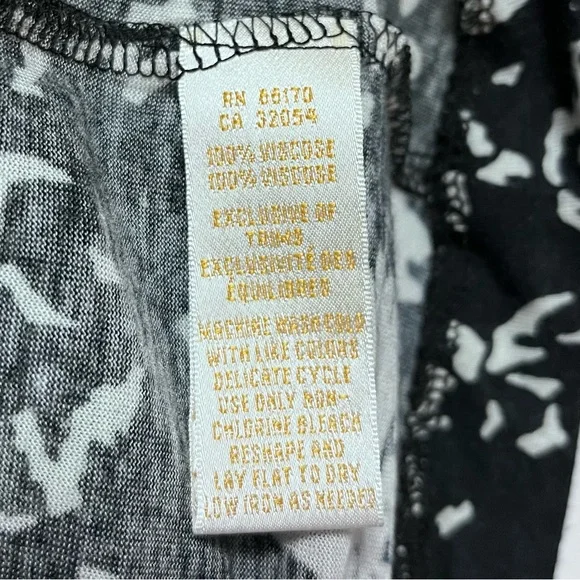 RN 66170
CA 32054
100% VISCOSE
100% VISCOSE
EXCLUSIVE OF
TRIMS
EXCLUSIVITÉ DES
ÉQUILIBRES
MACHINE WASH COLD
WITH LIKE COLORS
DELICATE CYCLE
USE ONLY NON-
CHLORINE BLEACH
RESHAPE AND
LAY FLAT TO DRY
LOW IRON AS NEEDED